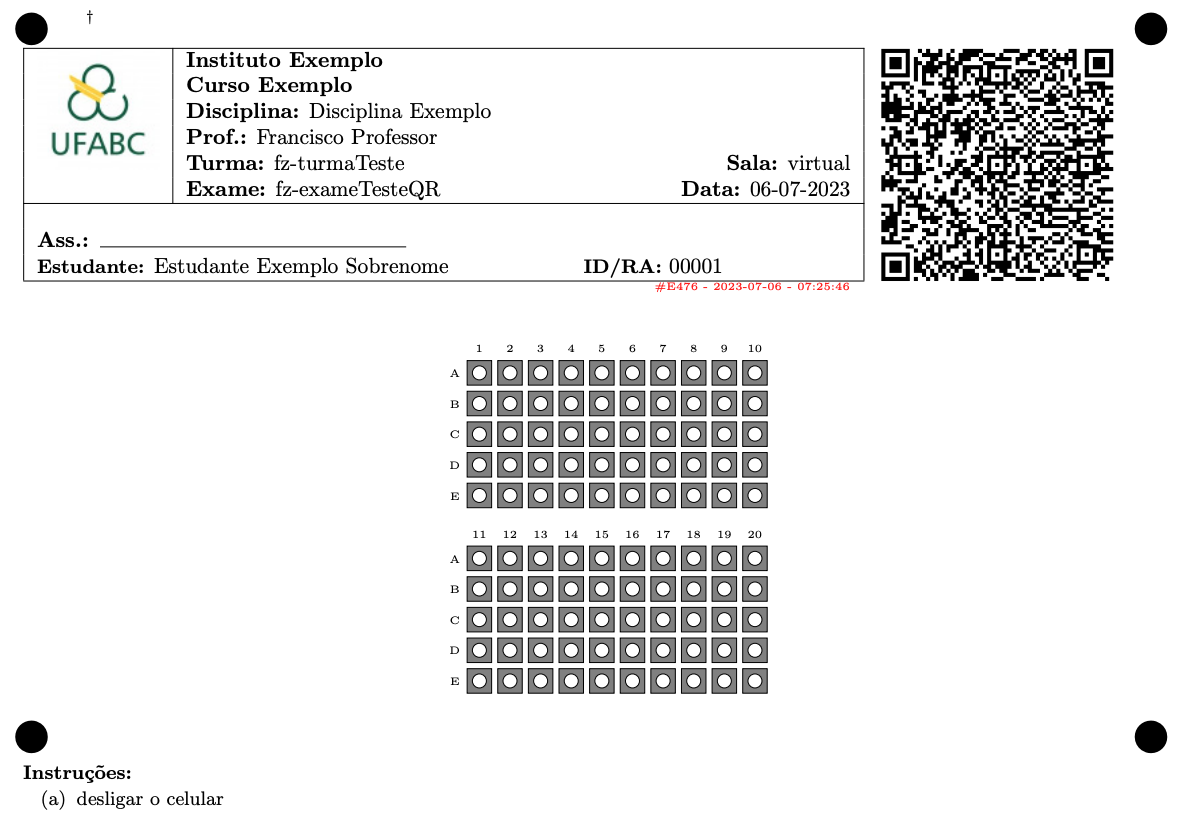 †
UFABC
Instituto Exemplo
Curso Exemplo
Disciplina: Disciplina Exemplo
Prof.: Francisco Professor
Turma: fz-turmaTeste Sala: virtual
Exame: fz-exameTesteQR Data: 06-07-2023
Ass.:
Estudante: Estudante Exemplo Sobrenome ID/RA: 00001
#E476 - 2023-07-06 - 07:25:46
1 2 3 4 5 6 7 8 9 10
A
B
C
D
E
11 12 13 14 15 16 17 18 19 20
A
B
C
D
E
Instruções:
(a) desligar o celular